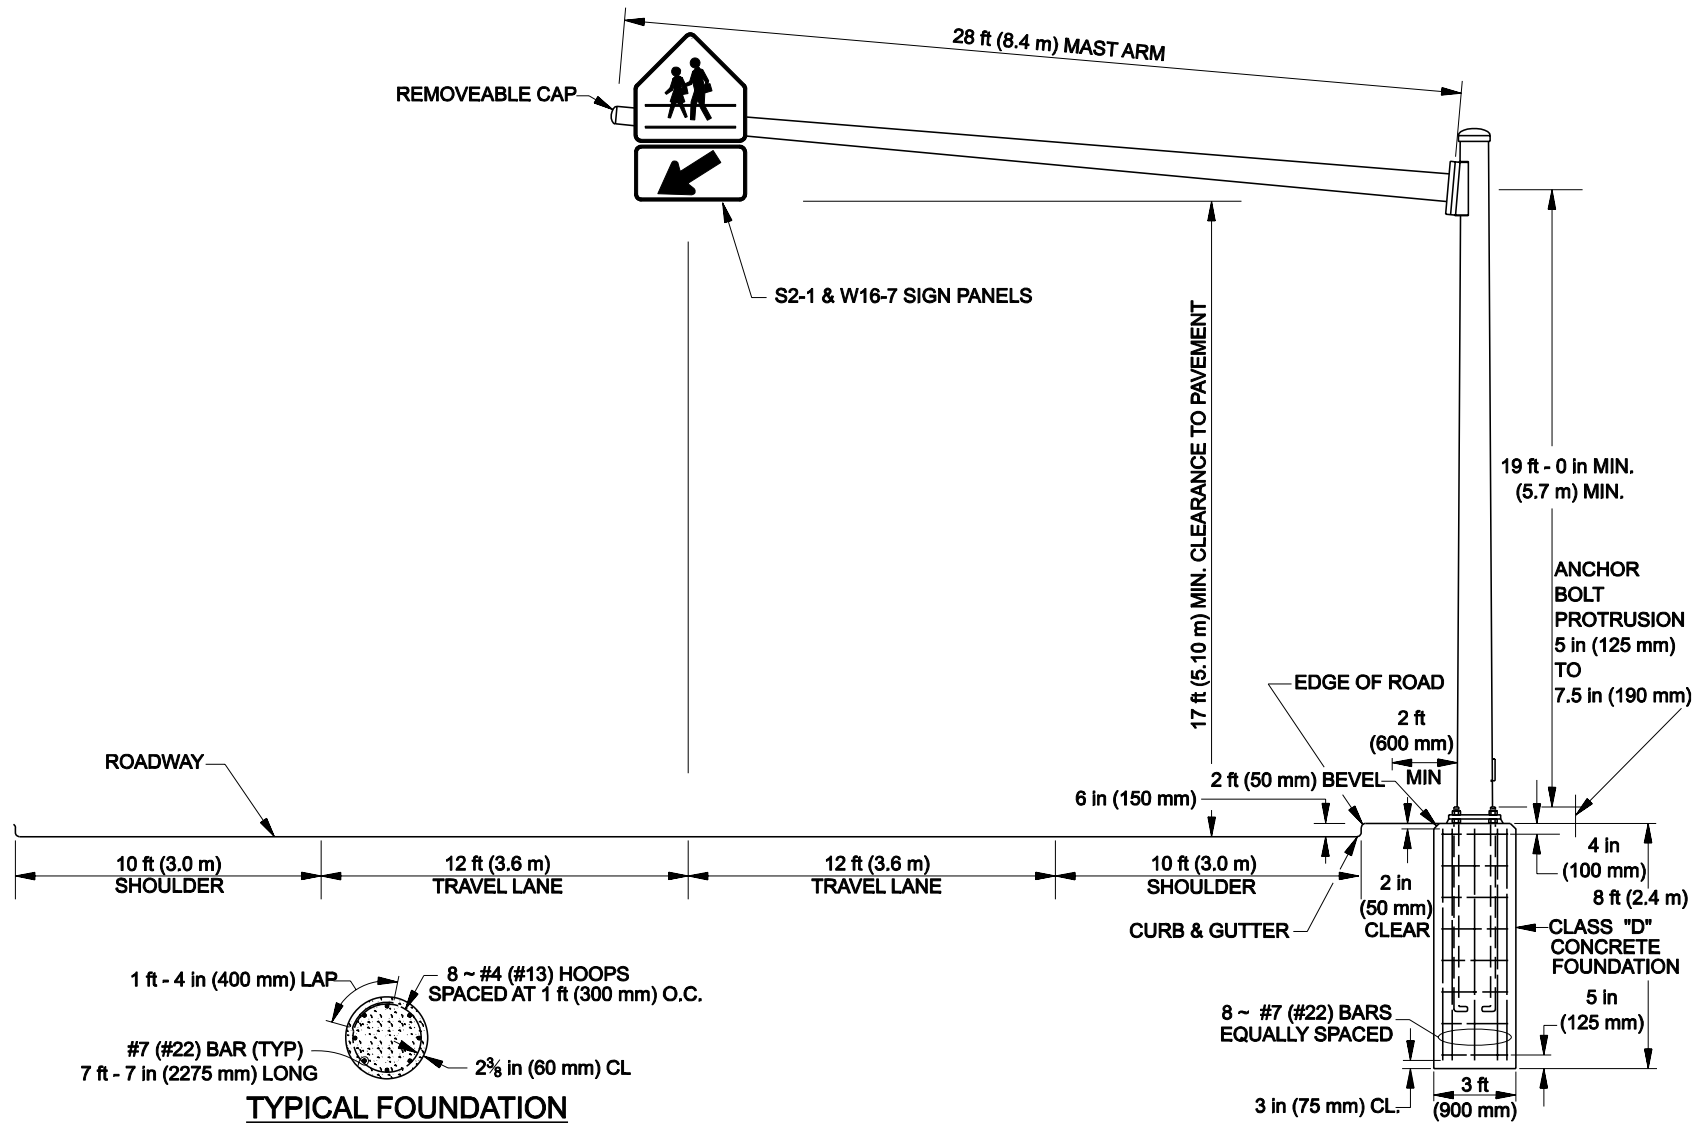 28 ft (8.4 m) MAST ARM
REMOVEABLE CAP
S2-1 & W16-7 SIGN PANELS
17 ft (5.10 m) MIN. CLEARANCE TO PAVEMENT
19 ft - 0 in MIN.
(5.7 m) MIN.
ANCHOR
BOLT
PROTRUSION
5 in (125 mm)
TO
7.5 in (190 mm)
EDGE OF ROAD
2 ft
(600 mm)
MIN
2 ft (50 mm) BEVEL
6 in (150 mm)
ROADWAY
10 ft (3.0 m)
SHOULDER
12 ft (3.6 m)
TRAVEL LANE
12 ft (3.6 m)
TRAVEL LANE
10 ft (3.0 m)
SHOULDER
2 in
(50 mm)
CLEAR
CURB & GUTTER
4 in
(100 mm)
8 ft (2.4 m)
CLASS "D"
CONCRETE
FOUNDATION
5 in
(125 mm)
8 ~ #7 (#22) BARS
EQUALLY SPACED
3 in (75 mm) CL.
3 ft
(900 mm)
1 ft - 4 in (400 mm) LAP
8 ~ #4 (#13) HOOPS
SPACED AT 1 ft (300 mm) O.C.
#7 (#22) BAR (TYP)
7 ft - 7 in (2275 mm) LONG
2⅜ in (60 mm) CL
TYPICAL FOUNDATION